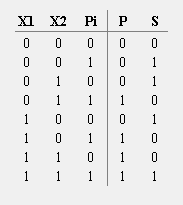 X1 X2 Pi P S
0 0 0 0 0
0 0 1 0 1
0 1 0 0 1
0 1 1 1 0
1 0 0 0 1
1 0 1 1 0
1 1 0 1 0
1 1 1 1 1